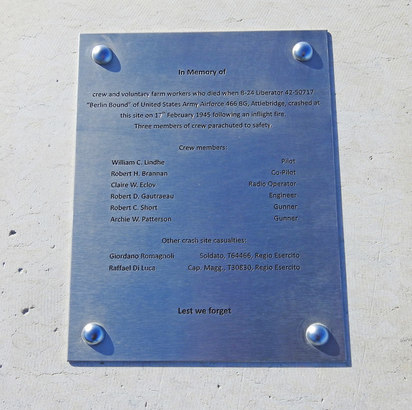 In Memory of
crew and voluntary farm workers who died when B-24 Liberator 42-50717
"Berlin Bound" of United States Army Airforce 466 BG, Attlebridge, crashed at
this site on 17th February 1945 following an inflight fire.
Three members of crew parachuted to safety.
Crew members:
William C. Lindhe Pilot
Robert H. Brannan Co-Pilot
Claire W. Eclov Radio Operator
Robert D. Gautreau Engineer
Robert C. Short Gunner
Archie W. Patterson Gunner
Other crash site casualties:
Giordano Romagnoli Soldato, T64466, Regio Esercito
Raffael Di Luca Cap. Magg., T30830, Regio Esercito
Lest we forget